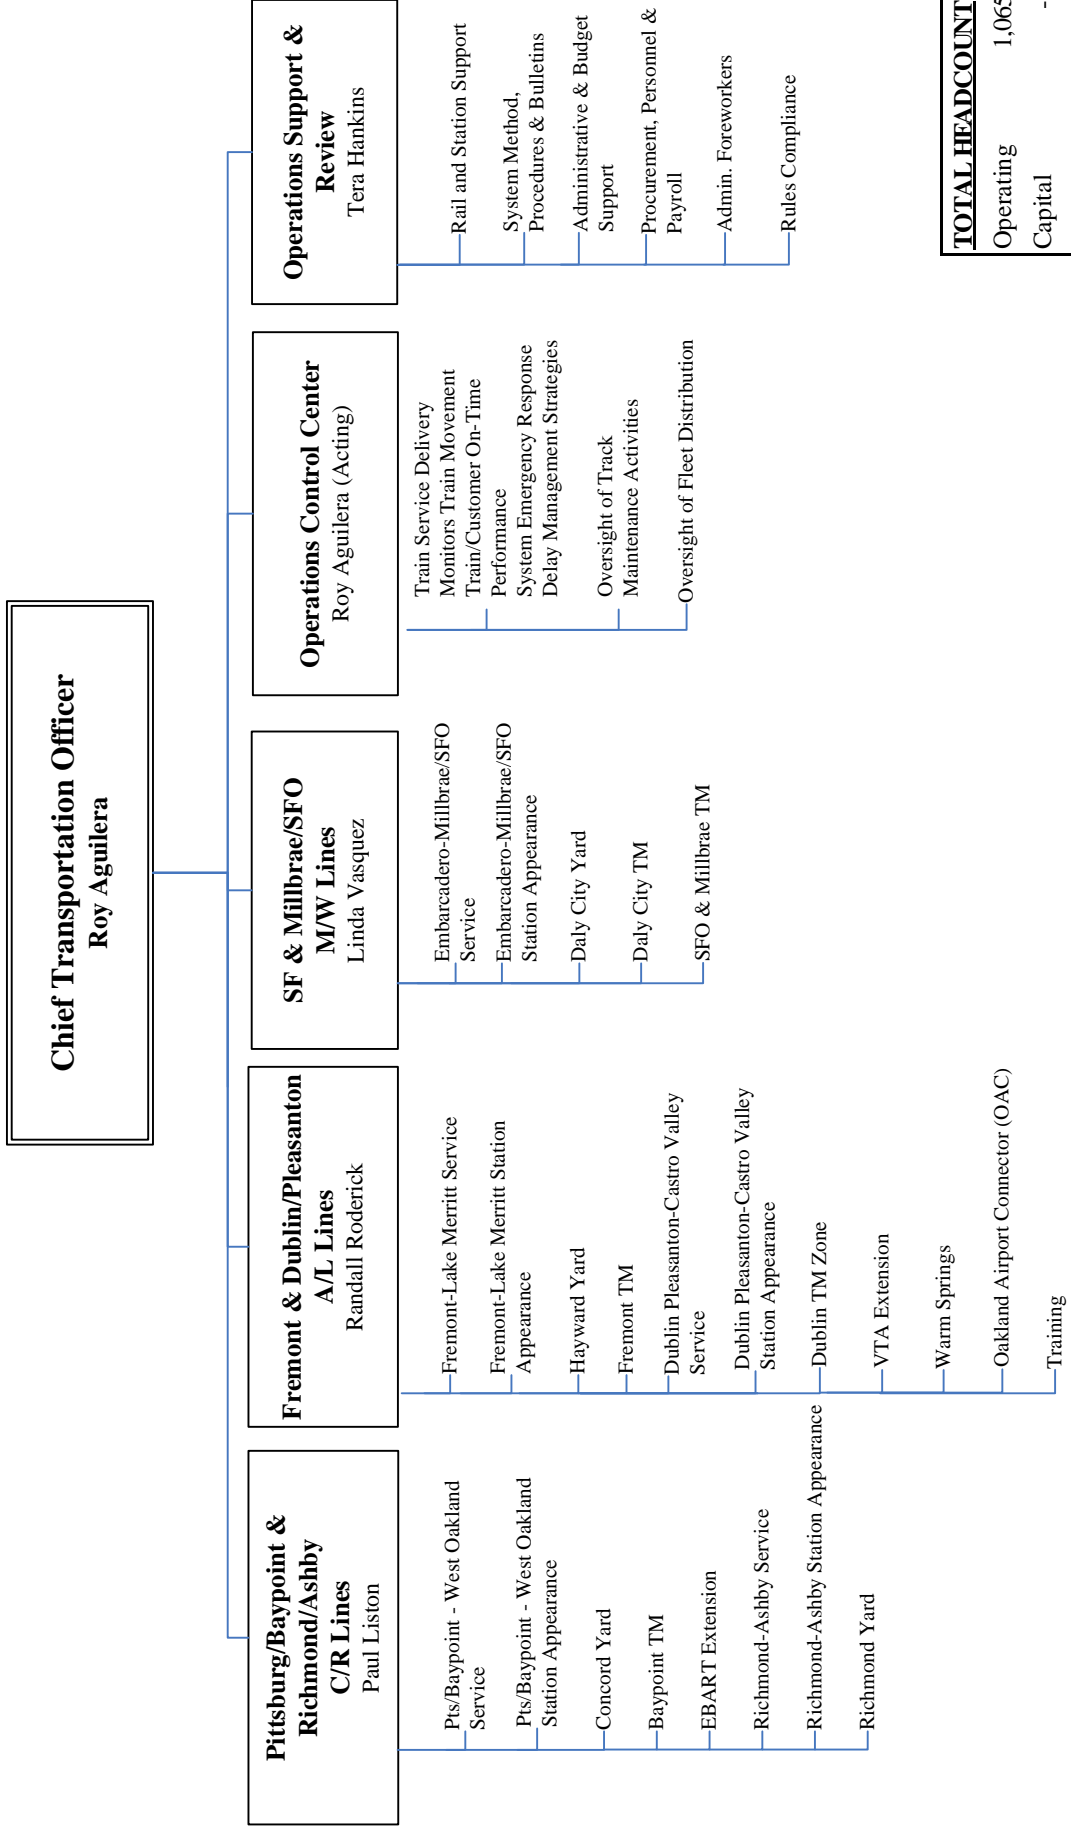 Chief Transportation Officer
Roy Aguilera
Pittsburg/Baypoint &
Richmond/Ashby
C/R Lines
Paul Liston
Pts/Baypoint - West Oakland
Service
Pts/Baypoint - West Oakland
Station Appearance
Concord Yard
Baypoint TM
EBART Extension
Richmond-Ashby Service
Richmond-Ashby Station Appearance
Richmond Yard
Fremont & Dublin/Pleasanton
A/L Lines
Randall Roderick
Fremont-Lake Merritt Service
Fremont-Lake Merritt Station
Appearance
Hayward Yard
Fremont TM
Dublin Pleasanton-Castro Valley
Service
Dublin Pleasanton-Castro Valley
Station Appearance
Dublin TM Zone
VTA Extension
Warm Springs
Oakland Airport Connector (OAC)
Training
SF & Millbrae/SFO
M/W Lines
Linda Vasquez
Embarcadero-Millbrae/SFO
Service
Embarcadero-Millbrae/SFO
Station Appearance
Daly City Yard
Daly City TM
SFO & Millbrae TM
Operations Control Center
Roy Aguilera (Acting)
Train Service Delivery
Monitors Train Movement
Train/Customer On-Time
Performance
System Emergency Response
Delay Management Strategies
Oversight of Track
Maintenance Activities
Oversight of Fleet Distribution
Operations Support &
Review
Tera Hankins
Rail and Station Support
System Method,
Procedures & Bulletins
Administrative & Budget
Support
Procurement, Personnel &
Payroll
Admin. Foreworkers
Rules Compliance
TOTAL HEADCOUNT
Operating 1,065
Capital -